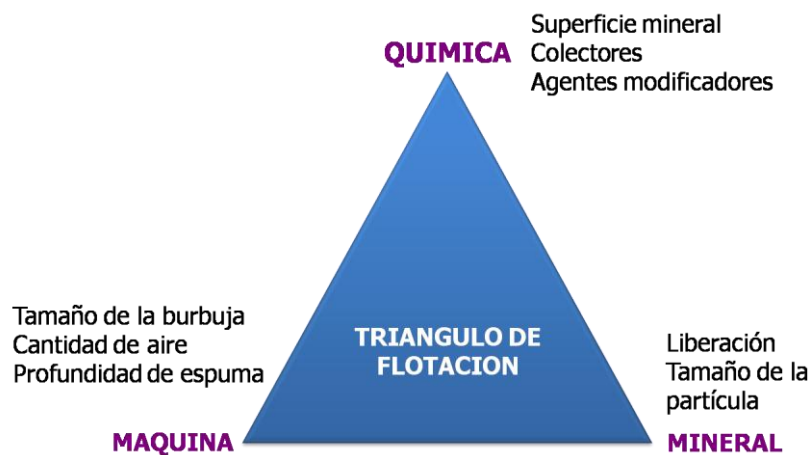 QUIMICA
Superficie mineral
Colectores
Agentes modificadores
Tamaño de la burbuja
Cantidad de aire
Profundidad de espuma
TRIANGULO DE
FLOTACION
Liberación
Tamaño de la
partícula
MAQUINA
MINERAL